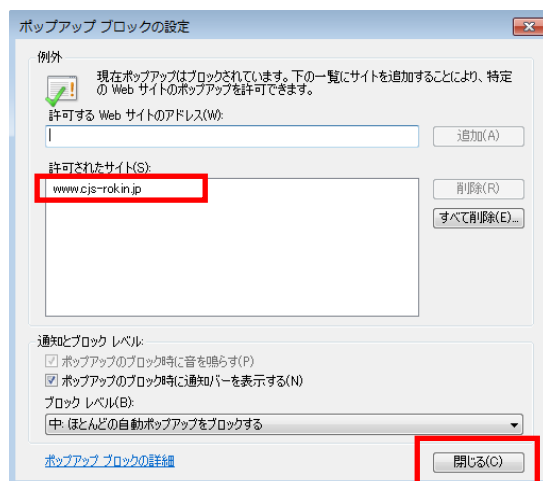 ポップアップ ブロックの設定
例外
現在ポップアップはブロックされています。下の一覧にサイトを追加することにより、特定
の Web サイトのポップアップを許可できます。
許可する Web サイトのアドレス(W):
追加(A)
許可されたサイト(S):
www.cjs-rokin.jp
削除(R)
すべて削除(E)...
通知とブロック レベル:
ポップアップのブロック時に音を鳴らす(P)
ポップアップのブロック時に通知バーを表示する(N)
ブロック レベル(B):
中: ほとんどの自動ポップアップをブロックする
ポップアップ ブロックの詳細
閉じる(C)